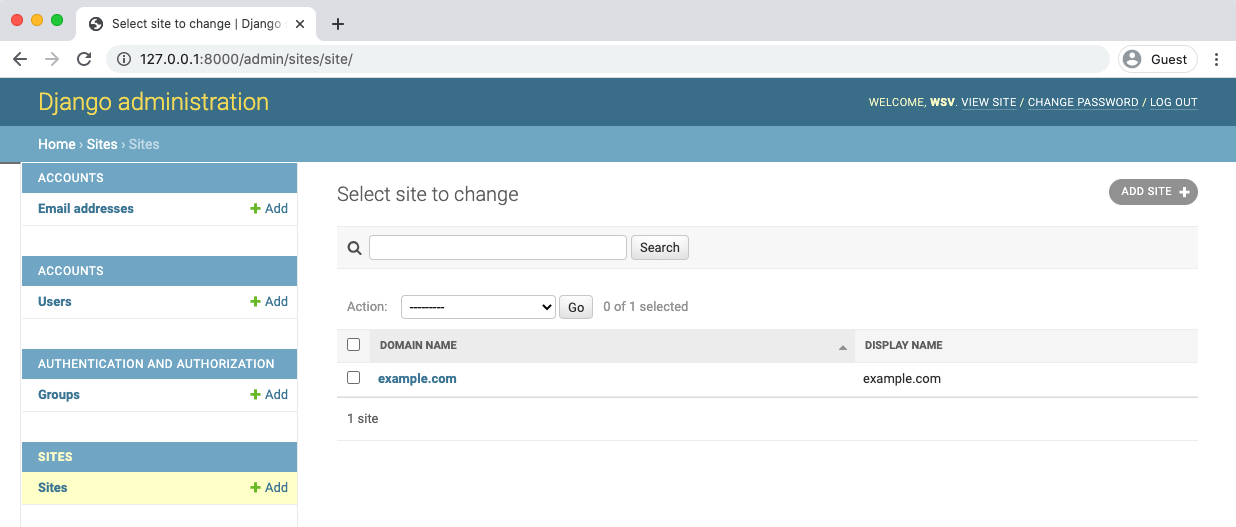 Select site to change | Django
127.0.0.1:8000/admin/sites/site/
Guest
Django administration
WELCOME, WSV. VIEW SITE / CHANGE PASSWORD / LOG OUT
Home › Sites › Sites
ACCOUNTS
Email addresses
Add
ACCOUNTS
Users
Add
AUTHENTICATION AND AUTHORIZATION
Groups
Add
SITES
Sites
Add
Select site to change
ADD SITE
Search
Action: --------- Go 0 of 1 selected
DOMAIN NAME DISPLAY NAME
example.com example.com
1 site